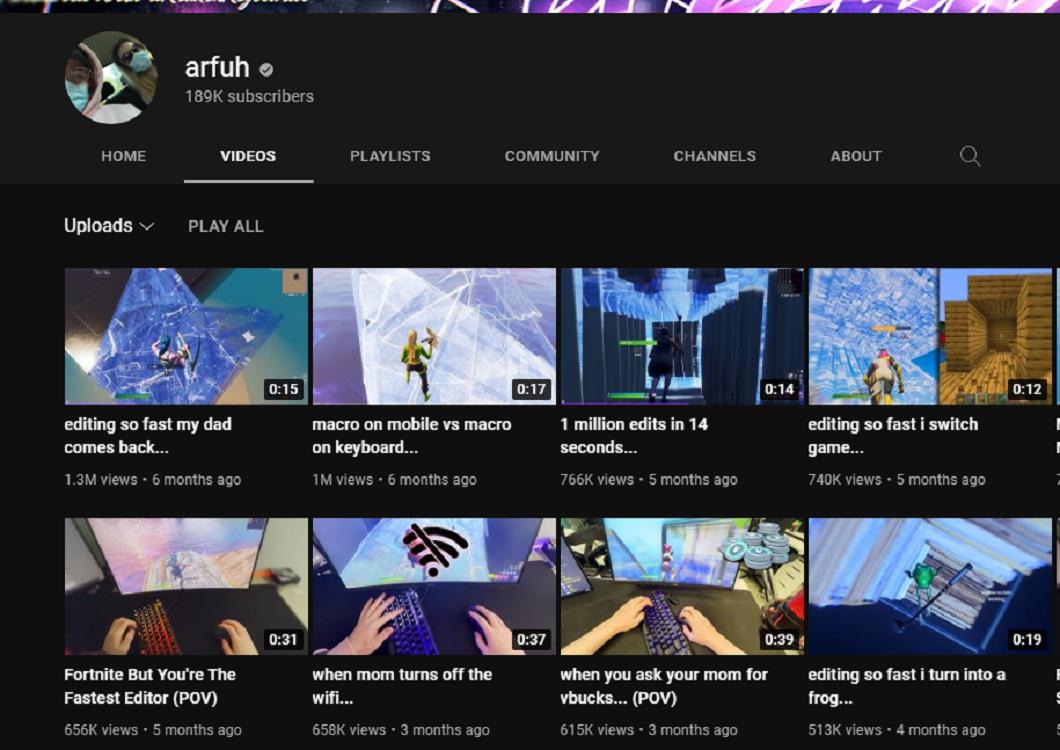 arfuh
189K subscribers
HOME VIDEOS PLAYLISTS COMMUNITY CHANNELS ABOUT
Uploads PLAY ALL
0:15 0:17 0:14 0:12
editing so fast my dad
comes back...
1.3M views • 6 months ago
macro on mobile vs macro
on keyboard...
1M views • 6 months ago
1 million edits in 14
seconds...
766K views • 5 months ago
editing so fast i switch
game...
740K views • 5 months ago
0:31 0:37 0:39 0:19
Fortnite But You're The
Fastest Editor (POV)
656K views • 5 months ago
when mom turns off the
wifi...
658K views • 3 months ago
when you ask your mom for
vbucks... (POV)
615K views • 3 months ago
editing so fast i turn into a
frog...
513K views • 4 months ago